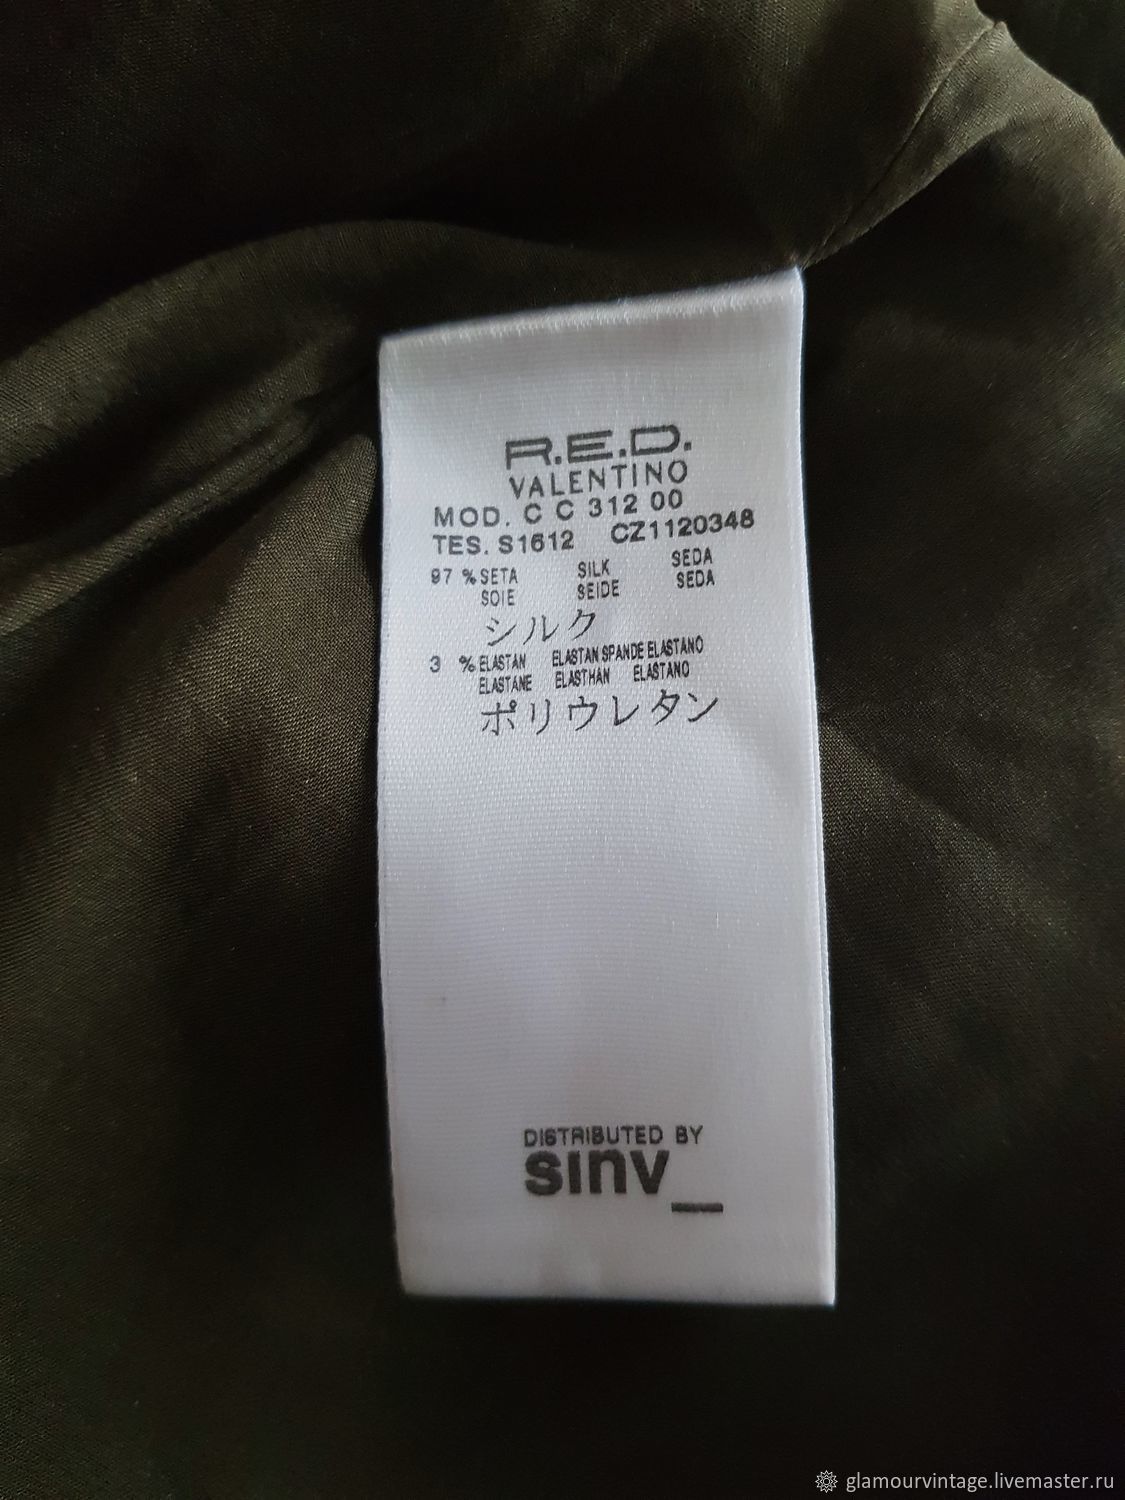 R.E.D.
VALENTINO
MOD. C C 312 00
TES. S1612 CZ1120348
97 % SETA SILK SEDA
SOIE SEIDE SEDA
シルク
3 % ELASTAN ELASTAN SPANDE ELASTANO
ELASTANE ELASTHAN ELASTANO
ポリウレタン
DISTRIBUTED BY
sinv_
glamourvintage.livemaster.ru